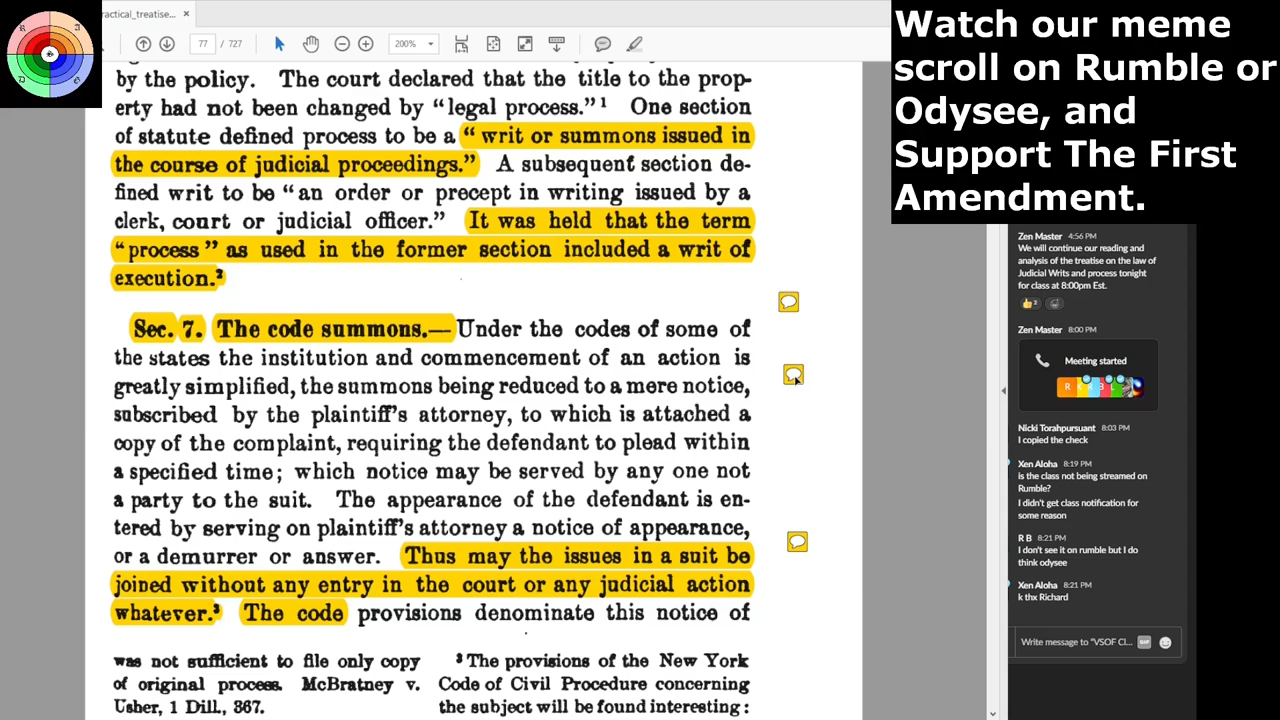 ractical_treatise...
77 / 727
200%
by the policy. The court declared that the title to the prop-
erty had not been changed by “legal process.”¹ One section
of statute defined process to be a “writ or summons issued in
the course of judicial proceedings.” A subsequent section de-
fined writ to be “an order or precept in writing issued by a
clerk, court or judicial officer.” It was held that the term
“process” as used in the former section included a writ of
execution.²
Sec. 7. The code summons.— Under the codes of some of
the states the institution and commencement of an action is
greatly simplified, the summons being reduced to a mere notice,
subscribed by the plaintiff’s attorney, to which is attached a
copy of the complaint, requiring the defendant to plead within
a specified time; which notice may be served by any one not
a party to the suit. The appearance of the defendant is en-
tered by serving on plaintiff’s attorney a notice of appearance,
or a demurrer or answer. Thus may the issues in a suit be
joined without any entry in the court or any judicial action
whatever.³ The code provisions denominate this notice of
was not sufficient to file only copy
of original process. McBratney v.
Usher, 1 Dill., 367.
³ The provisions of the New York
Code of Civil Procedure concerning
the subject will be found interesting:
Watch our meme
scroll on Rumble or
Odysee, and
Support The First
Amendment.
Zen Master 4:56 PM
We will continue our reading and
analysis of the treatise on the law of
Judicial Writs and process tonight
for class at 8:00pm Est.
Zen Master 8:00 PM
Meeting started
Nicki Torahpursuant 8:03 PM
I copied the check
Xen Aloha 8:19 PM
is the class not being streamed on
Rumble?
I didn't get class notification for
some reason
R B 8:21 PM
I don't see it on rumble but I do
think odysee
Xen Aloha 8:21 PM
k thx Richard
Write message to "VSOF Cl...